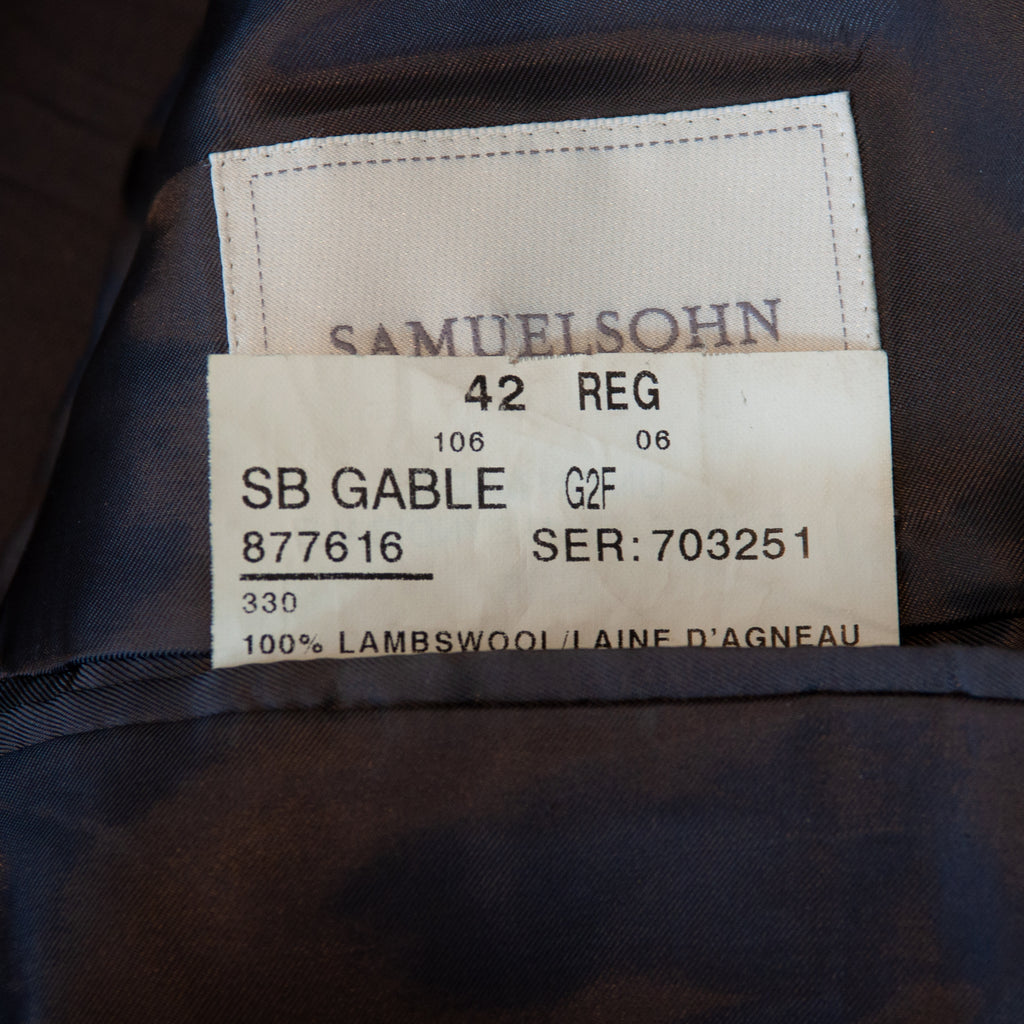 SAMUELSOHN
42 REG
106 06
SB GABLE G2F
877616 SER: 703251
330
100% LAMBSWOOL/LAINE D'AGNEAU